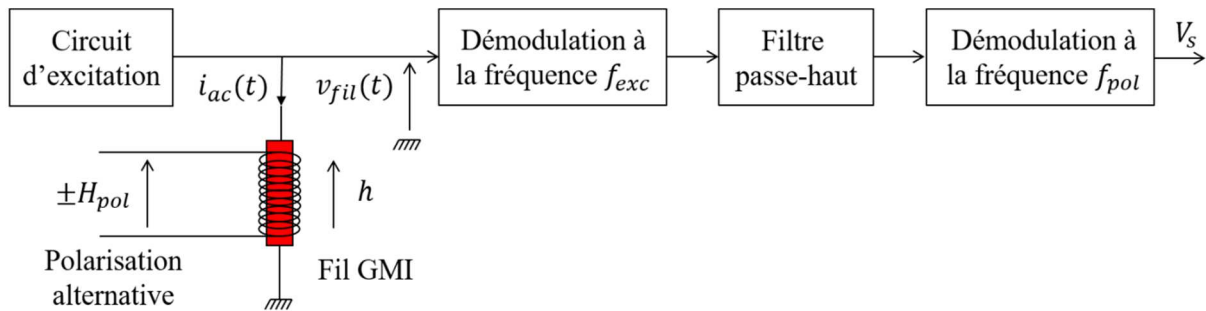 Circuit
d'excitation
Démodulation à
la fréquence f_exc
Filtre
passe-haut
Démodulation à
la fréquence f_pol
V_s
i_ac(t)
v_fil(t)
±H_pol
h
Polarisation
alternative
Fil GMI